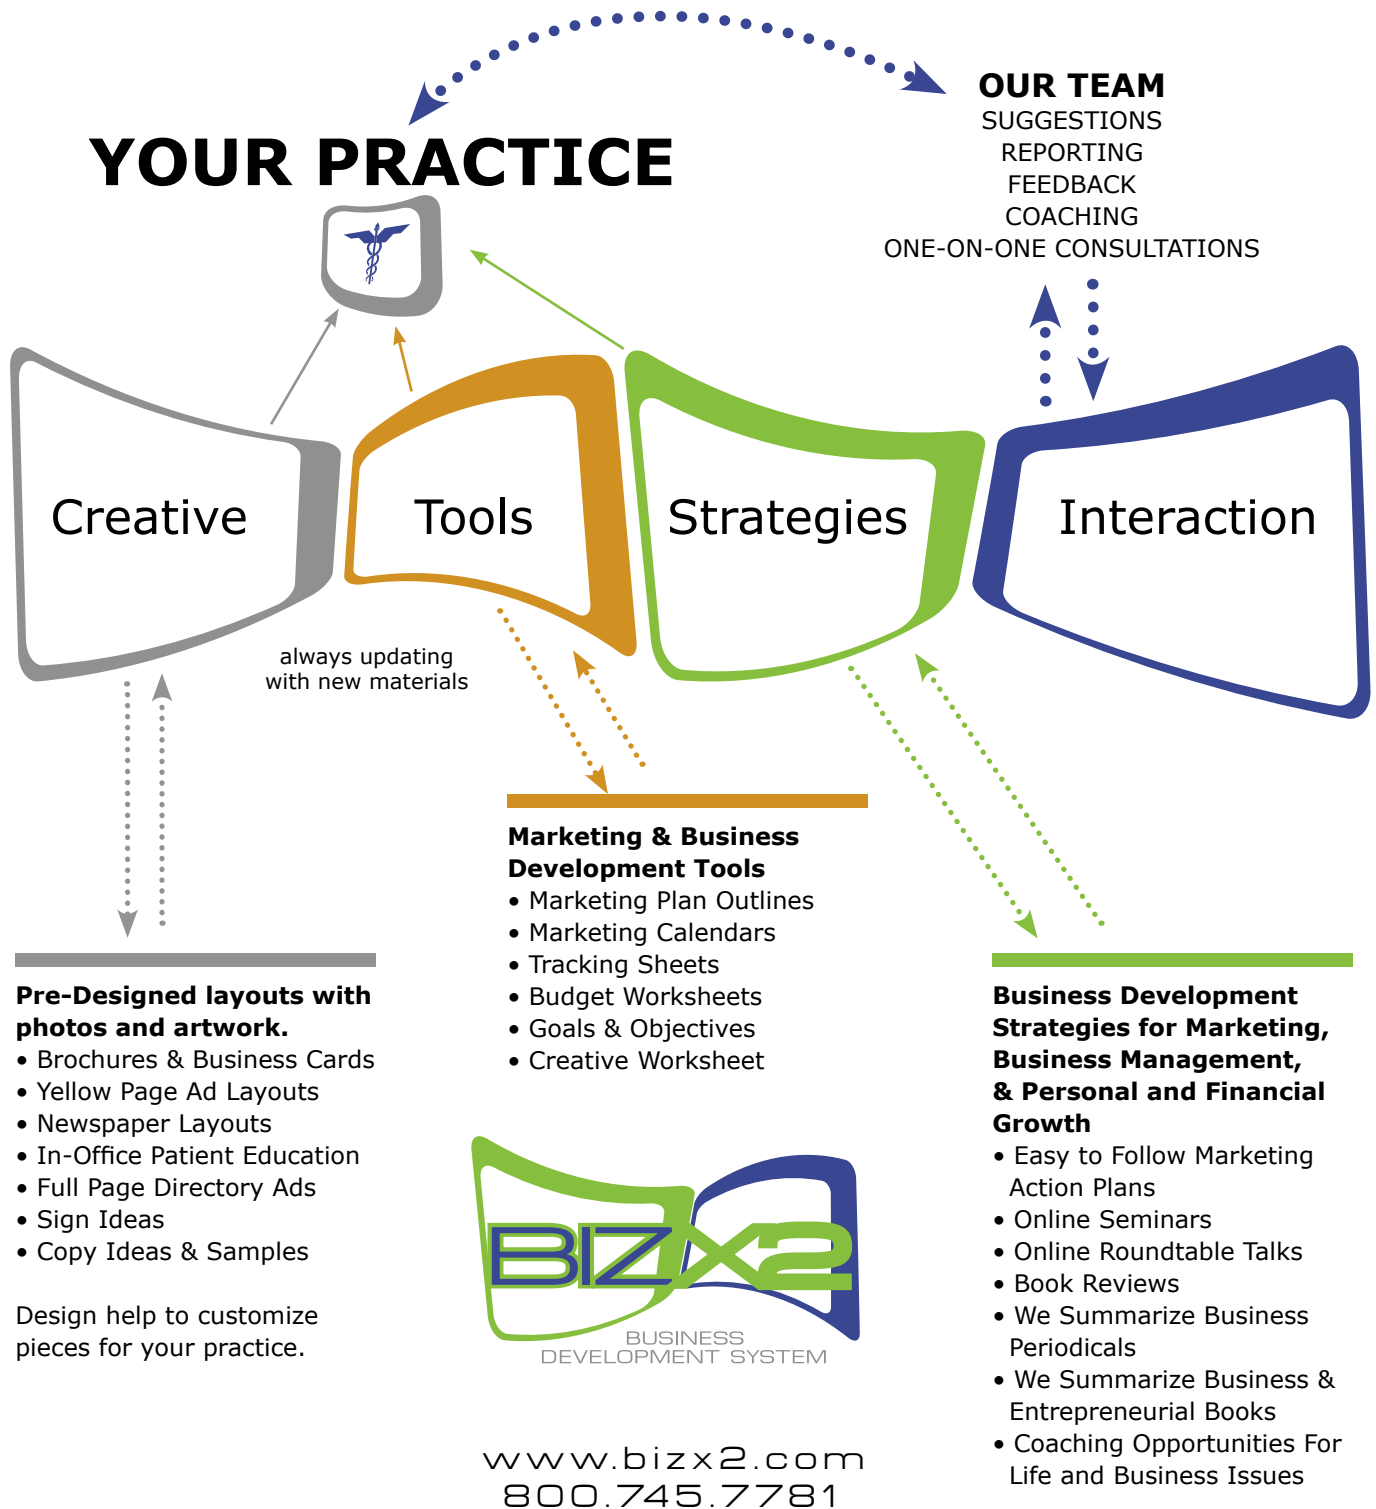 YOUR PRACTICE
OUR TEAM
SUGGESTIONS
REPORTING
FEEDBACK
COACHING
ONE-ON-ONE CONSULTATIONS
Creative
Tools
Strategies
Interaction
always updating
with new materials
Pre-Designed layouts with
photos and artwork.
• Brochures & Business Cards
• Yellow Page Ad Layouts
• Newspaper Layouts
• In-Office Patient Education
• Full Page Directory Ads
• Sign Ideas
• Copy Ideas & Samples
Design help to customize
pieces for your practice.
Marketing & Business
Development Tools
• Marketing Plan Outlines
• Marketing Calendars
• Tracking Sheets
• Budget Worksheets
• Goals & Objectives
• Creative Worksheet
Business Development
Strategies for Marketing,
Business Management,
& Personal and Financial
Growth
• Easy to Follow Marketing
Action Plans
• Online Seminars
• Online Roundtable Talks
• Book Reviews
• We Summarize Business
Periodicals
• We Summarize Business &
Entrepreneurial Books
• Coaching Opportunities For
Life and Business Issues
BIZX2
BUSINESS
DEVELOPMENT SYSTEM
www.bizx2.com
800.745.7781